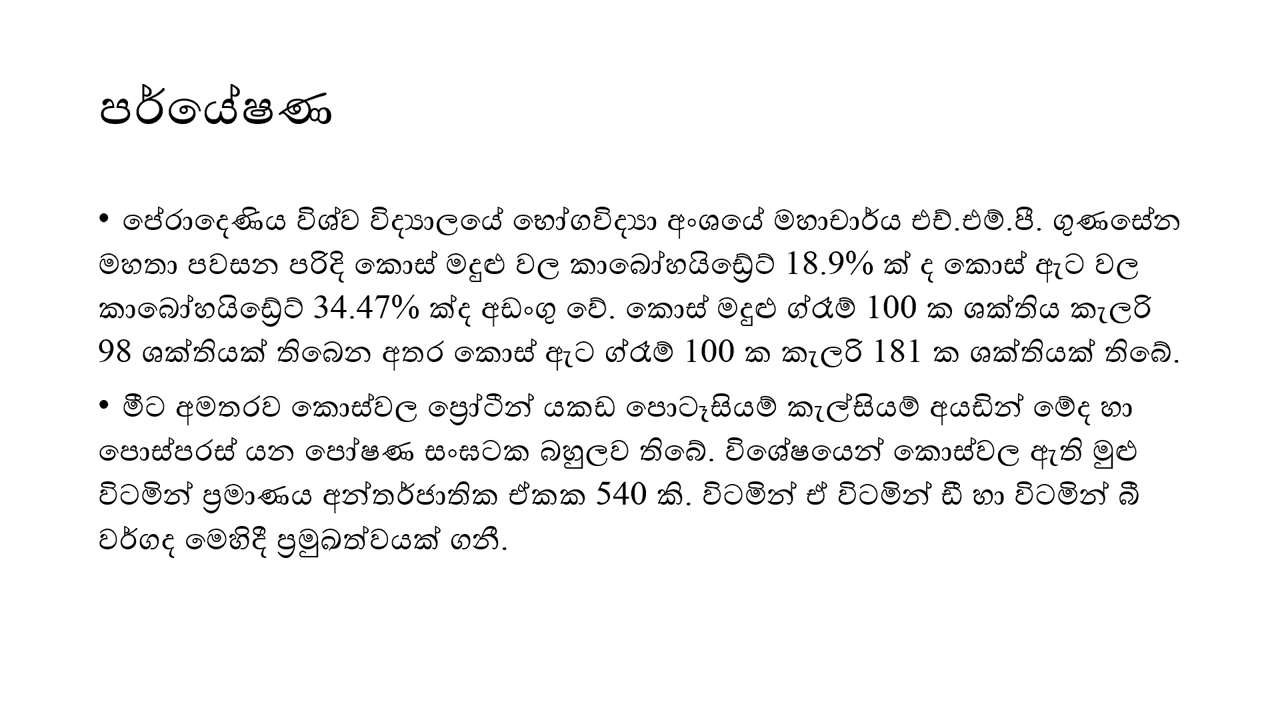 පර්යේෂණ
• පේරාදෙණිය විශ්ව විද්‍යාලයේ භෝගවිද්‍යා අංශයේ මහාචාර්ය එච්.එම්.පී. ගුණසේන
මහතා පවසන පරිදි කොස් මදුළු වල කාබෝහයිඩ්‍රේට් 18.9% ක් ද කොස් ඇට වල
කාබෝහයිඩ්‍රේට් 34.47% ක්ද අඩංගු වේ. කොස් මදුළු ග්රෑම් 100 ක ශක්තිය කැලරි
98 ශක්තියක් තිබෙන අතර කොස් ඇට ග්රෑම් 100 ක කැලරි 181 ක ශක්තියක් තිබේ.
• මීට අමතරව කොස්වල ප්‍රෝටීන් යකඩ පොටෑසියම් කැල්සියම් අයඩින් මේද හා
පොස්පරස් යන පෝෂණ සංඝටක බහුලව තිබේ. විශේෂයෙන් කොස්වල ඇති මුළු
විටමින් ප්‍රමාණය අන්තර්ජාතික ඒකක 540 කි. විටමින් ඒ විටමින් ඩී හා විටමින් බී
වර්ගද මෙහිදී ප්‍රමුඛත්වයක් ගනී.